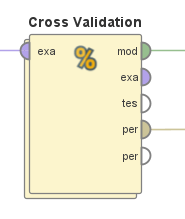 Cross Validation
exa mod
%
exa
tes
per
per